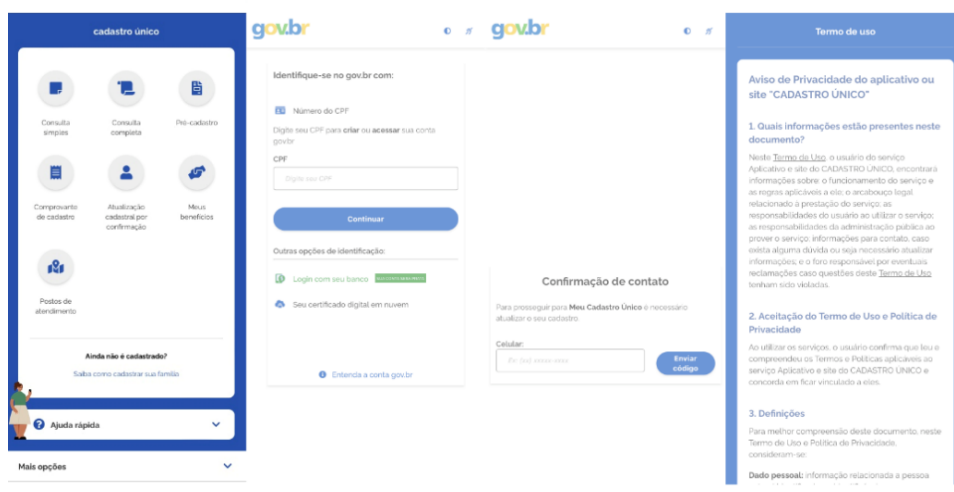 cadastro único
Consulta
simples
Consulta
completa
Pré-cadastro
Comprovante
de cadastro
Atualização
cadastral por
confirmação
Meus
benefícios
Postos de
atendimento
Ainda não é cadastrado?
Saiba como cadastrar sua família
Ajuda rápida
Mais opções
gov.br
Identifique-se no gov.br com:
Número do CPF
Digite seu CPF para criar ou acessar sua conta
gov.br
CPF
Digite seu CPF
Continuar
Outras opções de identificação:
Login com seu banco
Seu certificado digital em nuvem
Entenda a conta gov.br
gov.br
Confirmação de contato
Para prosseguir para Meu Cadastro Único é necessário
atualizar o seu cadastro.
Celular:
Enviar
código
Termo de uso
Aviso de Privacidade do aplicativo ou
site "CADASTRO ÚNICO"
1. Quais informações estão presentes neste
documento?
Neste Termo de Uso, o usuário do serviço
Aplicativo e site do CADASTRO ÚNICO, encontrará
informações sobre: o funcionamento do serviço e
as regras aplicáveis a ele; o arcabouço legal
relacionado à prestação do serviço; as
responsabilidades do usuário ao utilizar o serviço;
as responsabilidades da administração pública ao
prover o serviço; informações para contato, caso
exista alguma dúvida ou seja necessário atualizar
informações; e o foro responsável por eventuais
reclamações caso questões deste Termo de Uso
tenham sido violadas.
2. Aceitação do Termo de Uso e Política de
Privacidade
Ao utilizar os serviços, o usuário confirma que leu e
compreendeu os Termos e Políticas aplicáveis ao
serviço Aplicativo e site do CADASTRO ÚNICO e
concorda em ficar vinculado a eles.
3. Definições
Para melhor compreensão deste documento, neste
Termo de Uso e Política de Privacidade,
consideram-se:
Dado pessoal: informação relacionada a pessoa